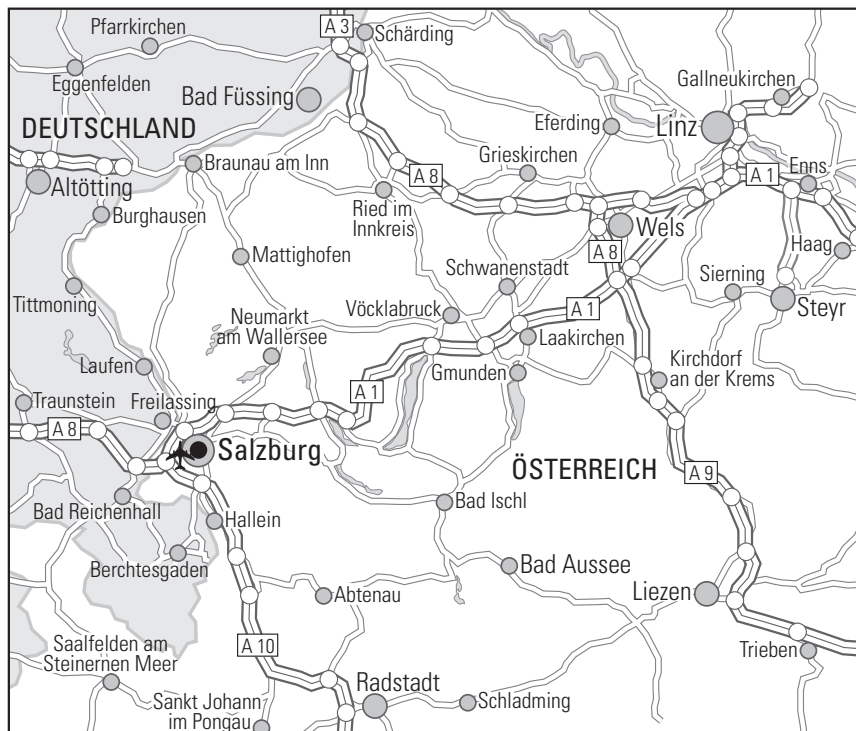 Pfarrkirchen
A 3
Schärding
Eggenfelden
Gallneukirchen
Bad Füssing
DEUTSCHLAND
Eferding
Linz
Braunau am Inn
Grieskirchen
A 8
A 1
Enns
Altötting
Burghausen
Ried im
Innkreis
Wels
Mattighofen
A 8
Haag
Schwanenstadt
Sierning
Tittmoning
Neumarkt
am Wallersee
Vöcklabruck
A 1
Steyr
Laakirchen
Laufen
Gmunden
Kirchdorf
an der Krems
Traunstein
Freilassing
A 1
A 8
Salzburg
ÖSTERREICH
A 9
Bad Reichenhall
Hallein
Bad Ischl
Berchtesgaden
Bad Aussee
Abtenau
Liezen
Saalfelden am
Steinernen Meer
A 10
Trieben
Radstadt
Sankt Johann
im Pongau
Schladming